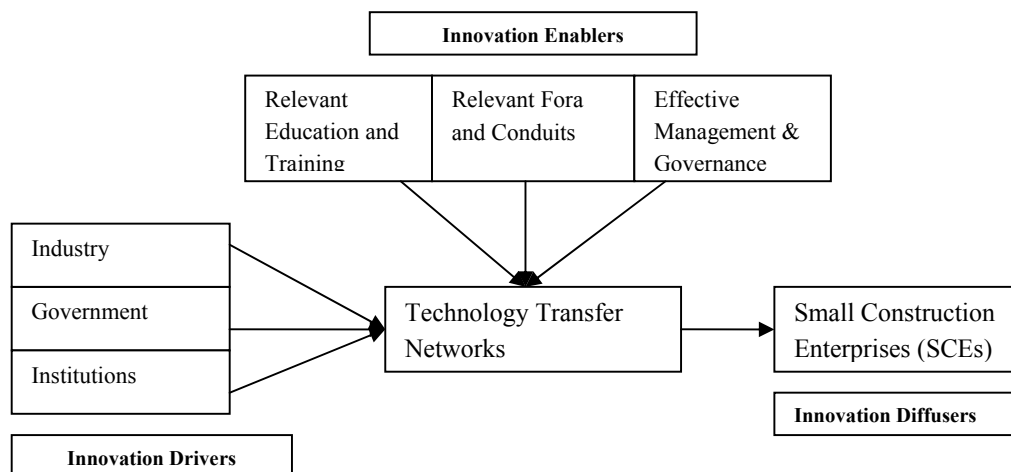 Innovation Enablers
Relevant
Education and
Training
Relevant Fora
and Conduits
Effective
Management &
Governance
Industry
Government
Institutions
Technology Transfer
Networks
Small Construction
Enterprises (SCEs)
Innovation Diffusers
Innovation Drivers